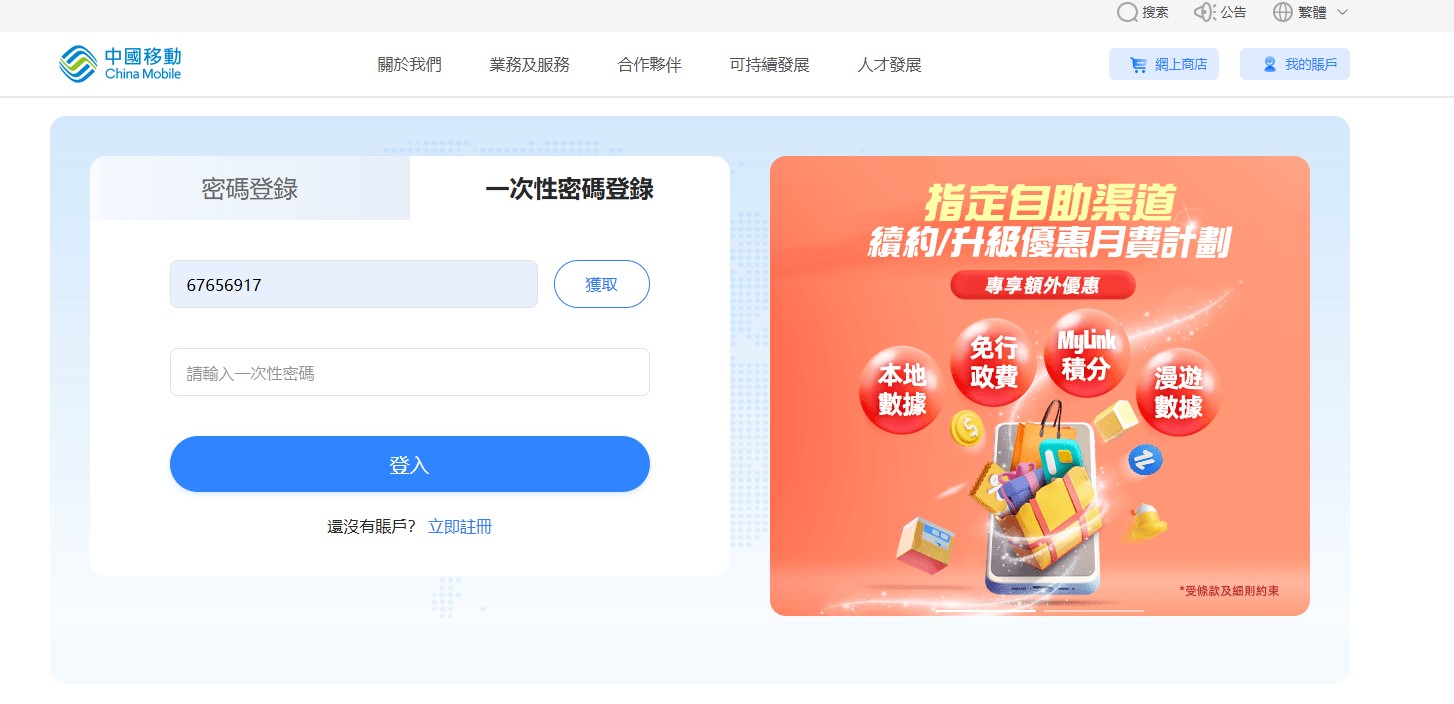 搜索
公告
繁體
中國移動
China Mobile
關於我們
業務及服務
合作夥伴
可持續發展
人才發展
網上商店
我的賬戶
密碼登錄
一次性密碼登錄
67656917
獲取
請輸入一次性密碼
登入
還沒有賬戶？ 立即註冊
指定自助渠道
續約/升級優惠月費計劃
專享額外優惠
本地
數據
免行
政費
MyLink
積分
漫遊
數據
*受條款及細則約束